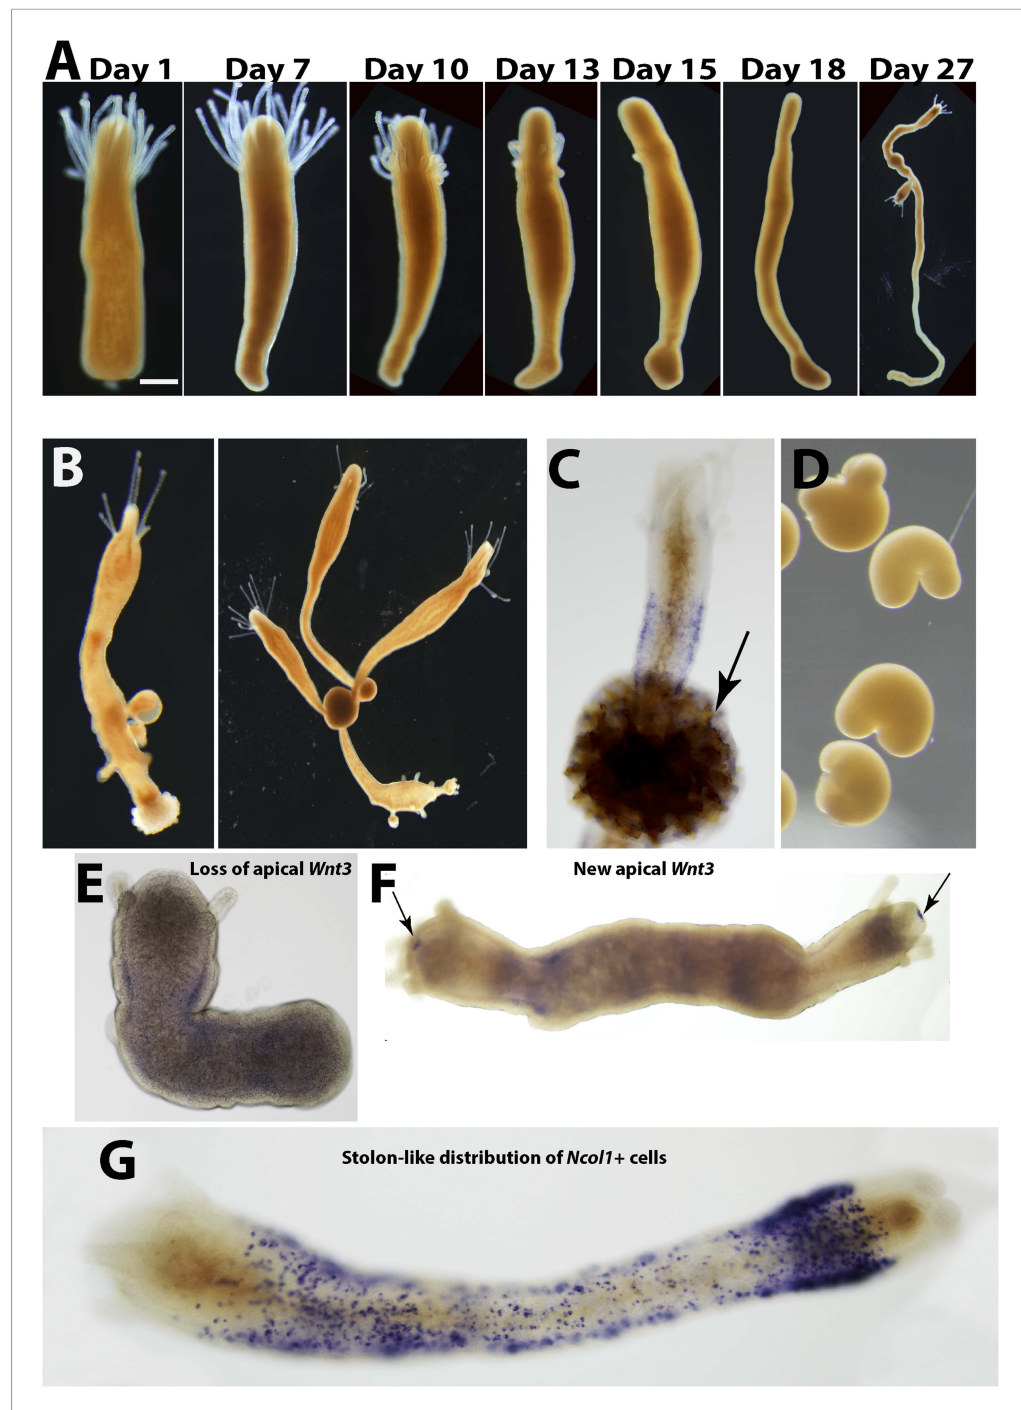 A Day 1 Day 7 Day 10 Day 13 Day 15 Day 18 Day 27
B
C
D
E Loss of apical Wnt3
F New apical Wnt3
G Stolon-like distribution of Ncol1+ cells